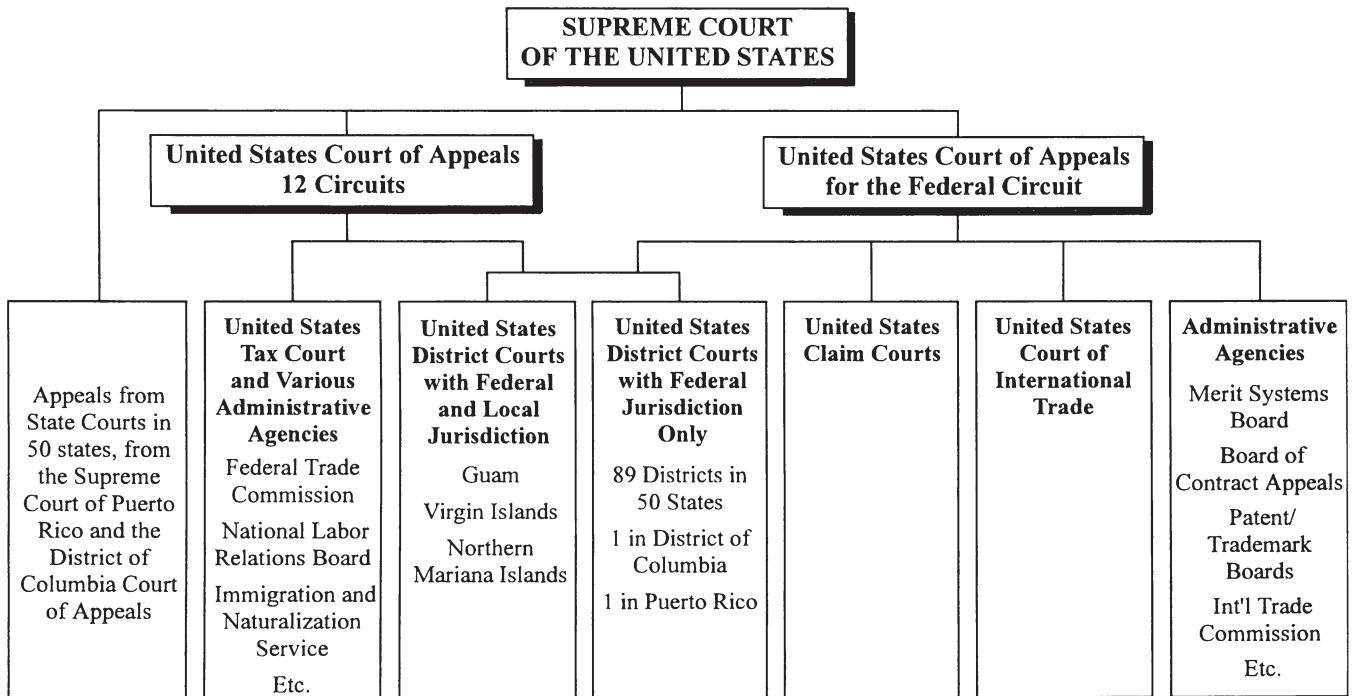 SUPREME COURT
OF THE UNITED STATES
United States Court of Appeals
12 Circuits
United States Court of Appeals
for the Federal Circuit
Appeals from
State Courts in
50 states, from
the Supreme
Court of Puerto
Rico and the
District of
Columbia Court
of Appeals
United States
Tax Court
and Various
Administrative
Agencies
Federal Trade
Commission
National Labor
Relations Board
Immigration and
Naturalization
Service
Etc.
United States
District Courts
with Federal
and Local
Jurisdiction
Guam
Virgin Islands
Northern
Mariana Islands
United States
District Courts
with Federal
Jurisdiction
Only
89 Districts in
50 States
1 in District of
Columbia
1 in Puerto Rico
United States
Claim Courts
United States
Court of
International
Trade
Administrative
Agencies
Merit Systems
Board
Board of
Contract Appeals
Patent/
Trademark
Boards
Int'l Trade
Commission
Etc.